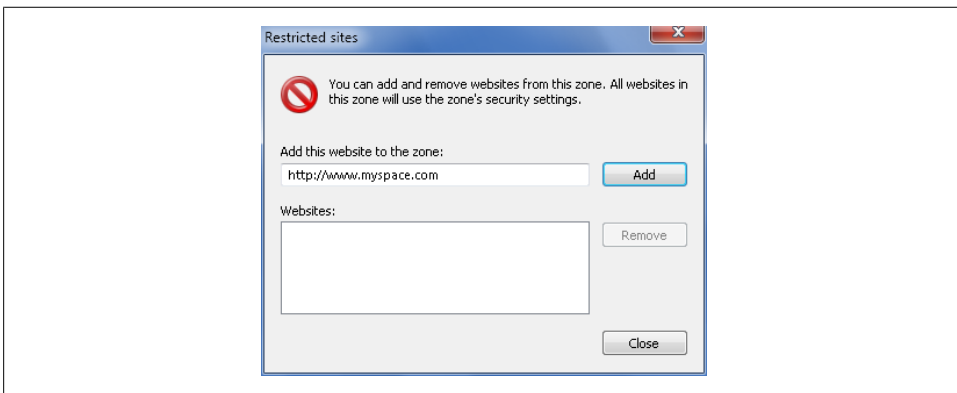 Restricted sites
You can add and remove websites from this zone. All websites in
this zone will use the zone's security settings.
Add this website to the zone:
http://www.myspace.com
Add
Websites:
Remove
Close